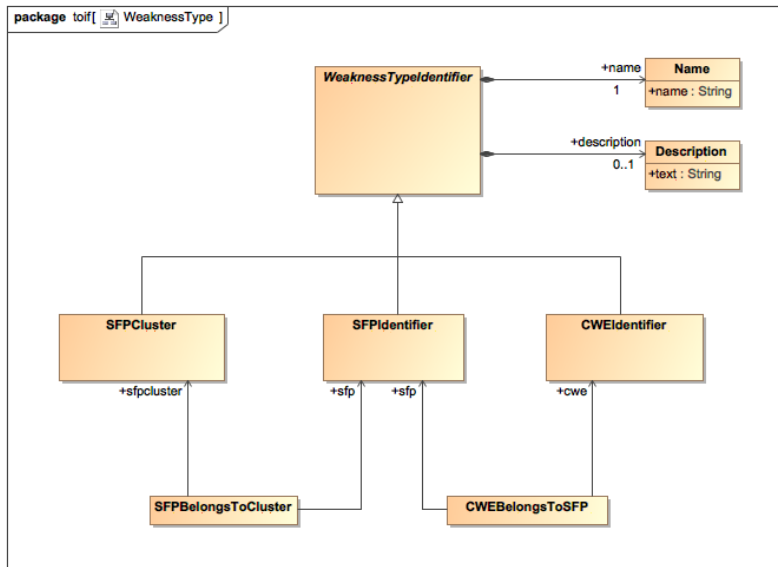 package toif[ WeaknessType ]
WeaknessTypeIdentifier
+name
1
Name
+name : String
+description
0..1
Description
+text : String
SFPCluster
SFPIdentifier
CWEIdentifier
+sfpcluster
+sfp
+sfp
+cwe
SFPBelongsToCluster
CWEBelongsToSFP